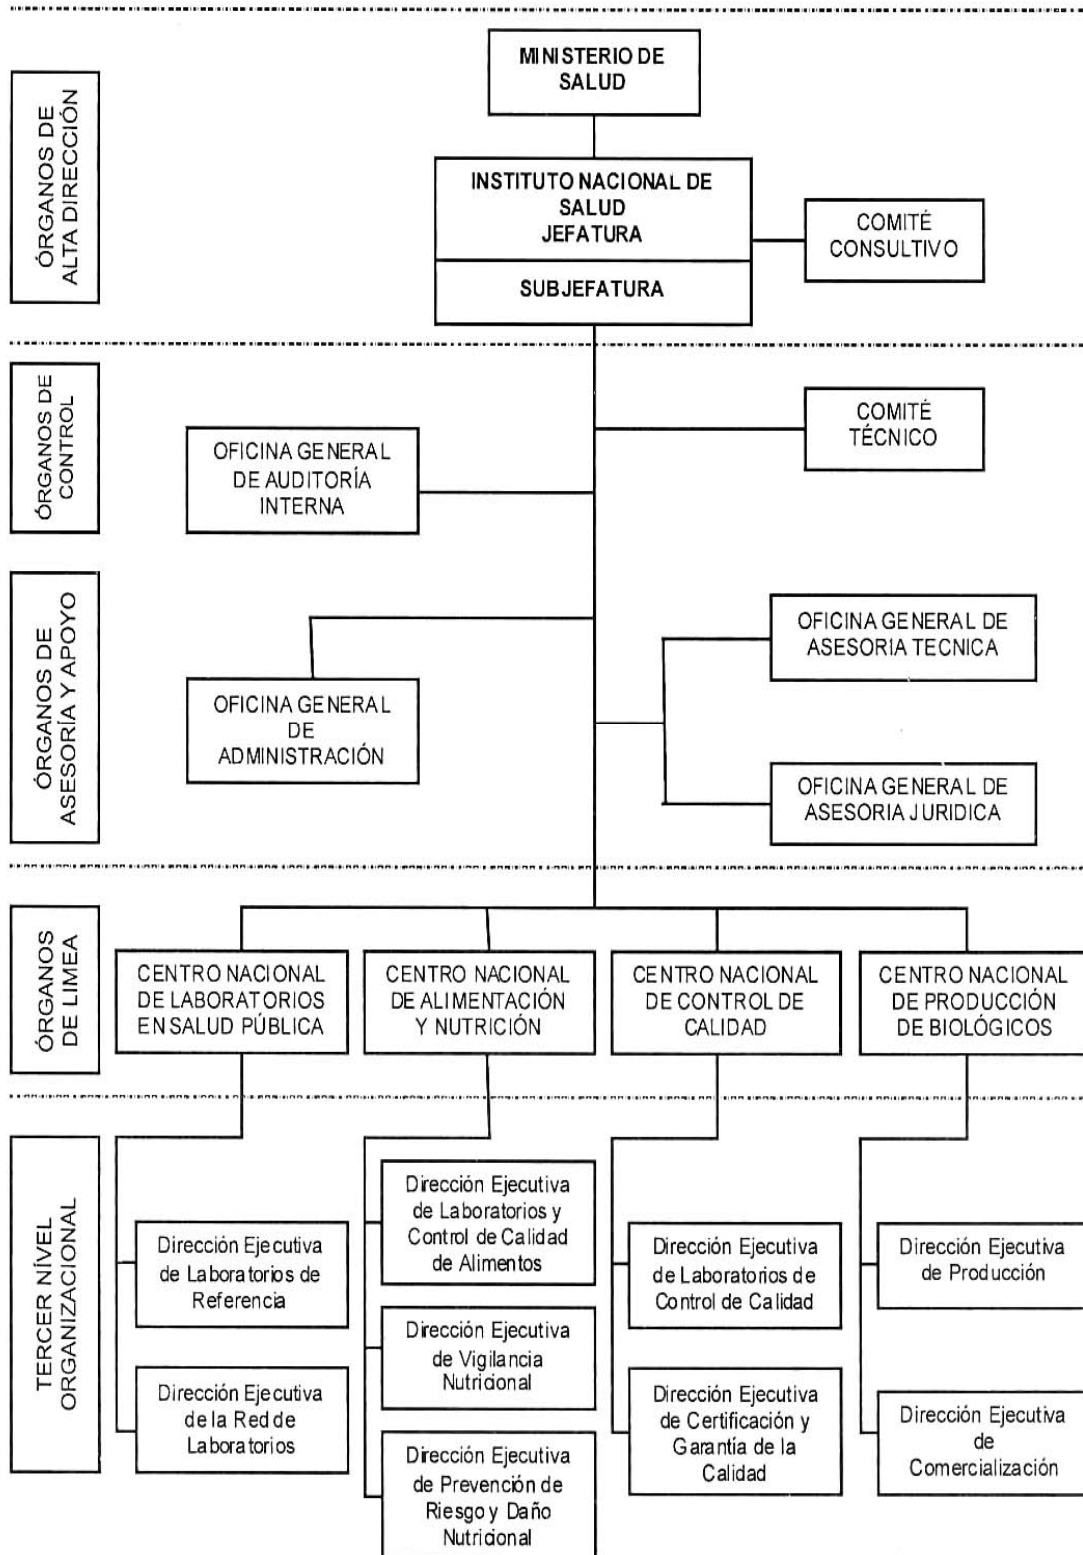 ÓRGANOS DE
ALTA DIRECCIÓN
MINISTERIO DE
SALUD
INSTITUTO NACIONAL DE
SALUD
JEFATURA
SUBJEFATURA
COMITÉ
CONSULTIVO
ÓRGANOS DE
CONTROL
OFICINA GENERAL
DE AUDITORÍA
INTERNA
COMITÉ
TÉCNICO
ÓRGANOS DE
ASESORÍA Y APOYO
OFICINA GENERAL
DE
ADMINISTRACIÓN
OFICINA GENERAL DE
ASESORIA TECNICA
OFICINA GENERAL DE
ASESORIA JURIDICA
ÓRGANOS
DE LIMEA
CENTRO NACIONAL
DE LABORATORIOS
EN SALUD PÚBLICA
CENTRO NACIONAL
DE ALIMENTACIÓN
Y NUTRICIÓN
CENTRO NACIONAL
DE CONTROL DE
CALIDAD
CENTRO NACIONAL
DE PRODUCCIÓN
DE BIOLÓGICOS
TERCER NÍVEL
ORGANIZACIONAL
Dirección Ejecutiva
de Laboratorios de
Referencia
Dirección Ejecutiva
de la Red de
Laboratorios
Dirección Ejecutiva
de Laboratorios y
Control de Calidad
de Alimentos
Dirección Ejecutiva
de Vigilancia
Nutricional
Dirección Ejecutiva
de Prevención de
Riesgo y Daño
Nutricional
Dirección Ejecutiva
de Laboratorios de
Control de Calidad
Dirección Ejecutiva
de Certificación y
Garantía de la
Calidad
Dirección Ejecutiva
de Producción
Dirección Ejecutiva
de
Comercialización